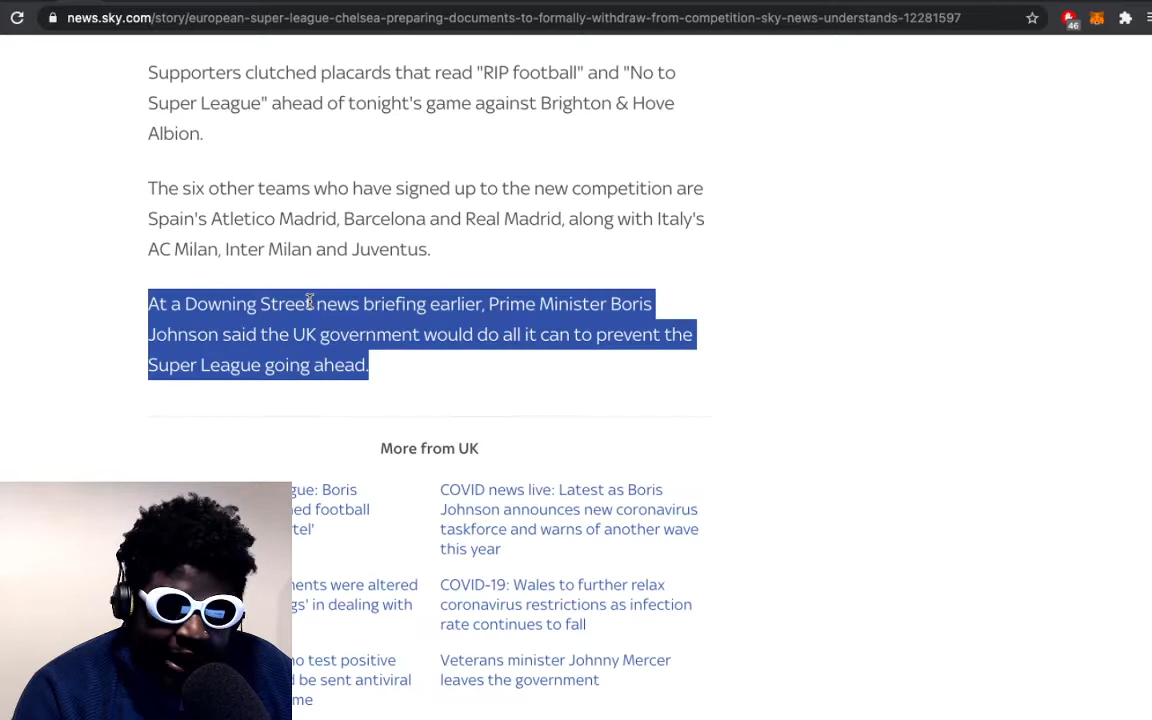 news.sky.com/story/european-super-league-chelsea-preparing-documents-to-formally-withdraw-from-competition-sky-news-understands-12281597
46
Supporters clutched placards that read "RIP football" and "No to
Super League" ahead of tonight's game against Brighton & Hove
Albion.
The six other teams who have signed up to the new competition are
Spain's Atletico Madrid, Barcelona and Real Madrid, along with Italy's
AC Milan, Inter Milan and Juventus.
At a Downing Street news briefing earlier, Prime Minister Boris
Johnson said the UK government would do all it can to prevent the
Super League going ahead.
More from UK
gue: Boris
ed football
tel'
ents were altered
gs' in dealing with
no test positive
d be sent antiviral
me
COVID news live: Latest as Boris
Johnson announces new coronavirus
taskforce and warns of another wave
this year
COVID-19: Wales to further relax
coronavirus restrictions as infection
rate continues to fall
Veterans minister Johnny Mercer
leaves the government